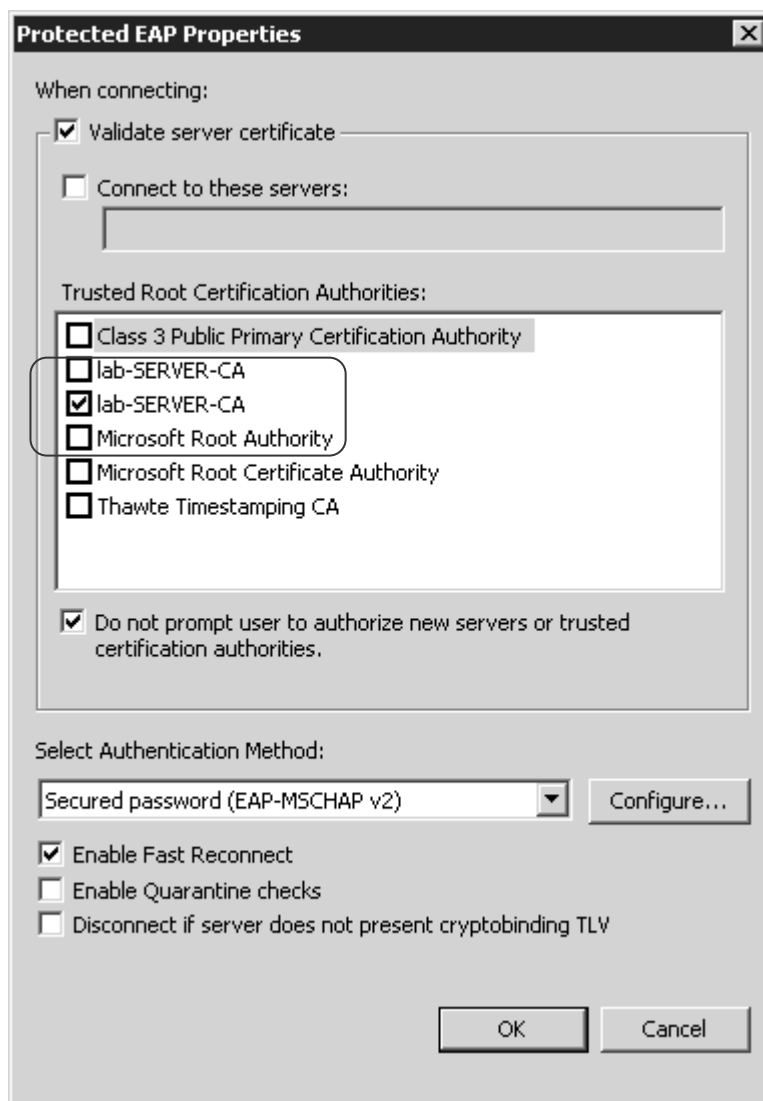 Protected EAP Properties
When connecting:
Validate server certificate
Connect to these servers:
Trusted Root Certification Authorities:
Class 3 Public Primary Certification Authority
lab-SERVER-CA
lab-SERVER-CA
Microsoft Root Authority
Microsoft Root Certificate Authority
Thawte Timestamping CA
Do not prompt user to authorize new servers or trusted
certification authorities.
Select Authentication Method:
Secured password (EAP-MSCHAP v2)
Configure...
Enable Fast Reconnect
Enable Quarantine checks
Disconnect if server does not present cryptobinding TLV
OK
Cancel